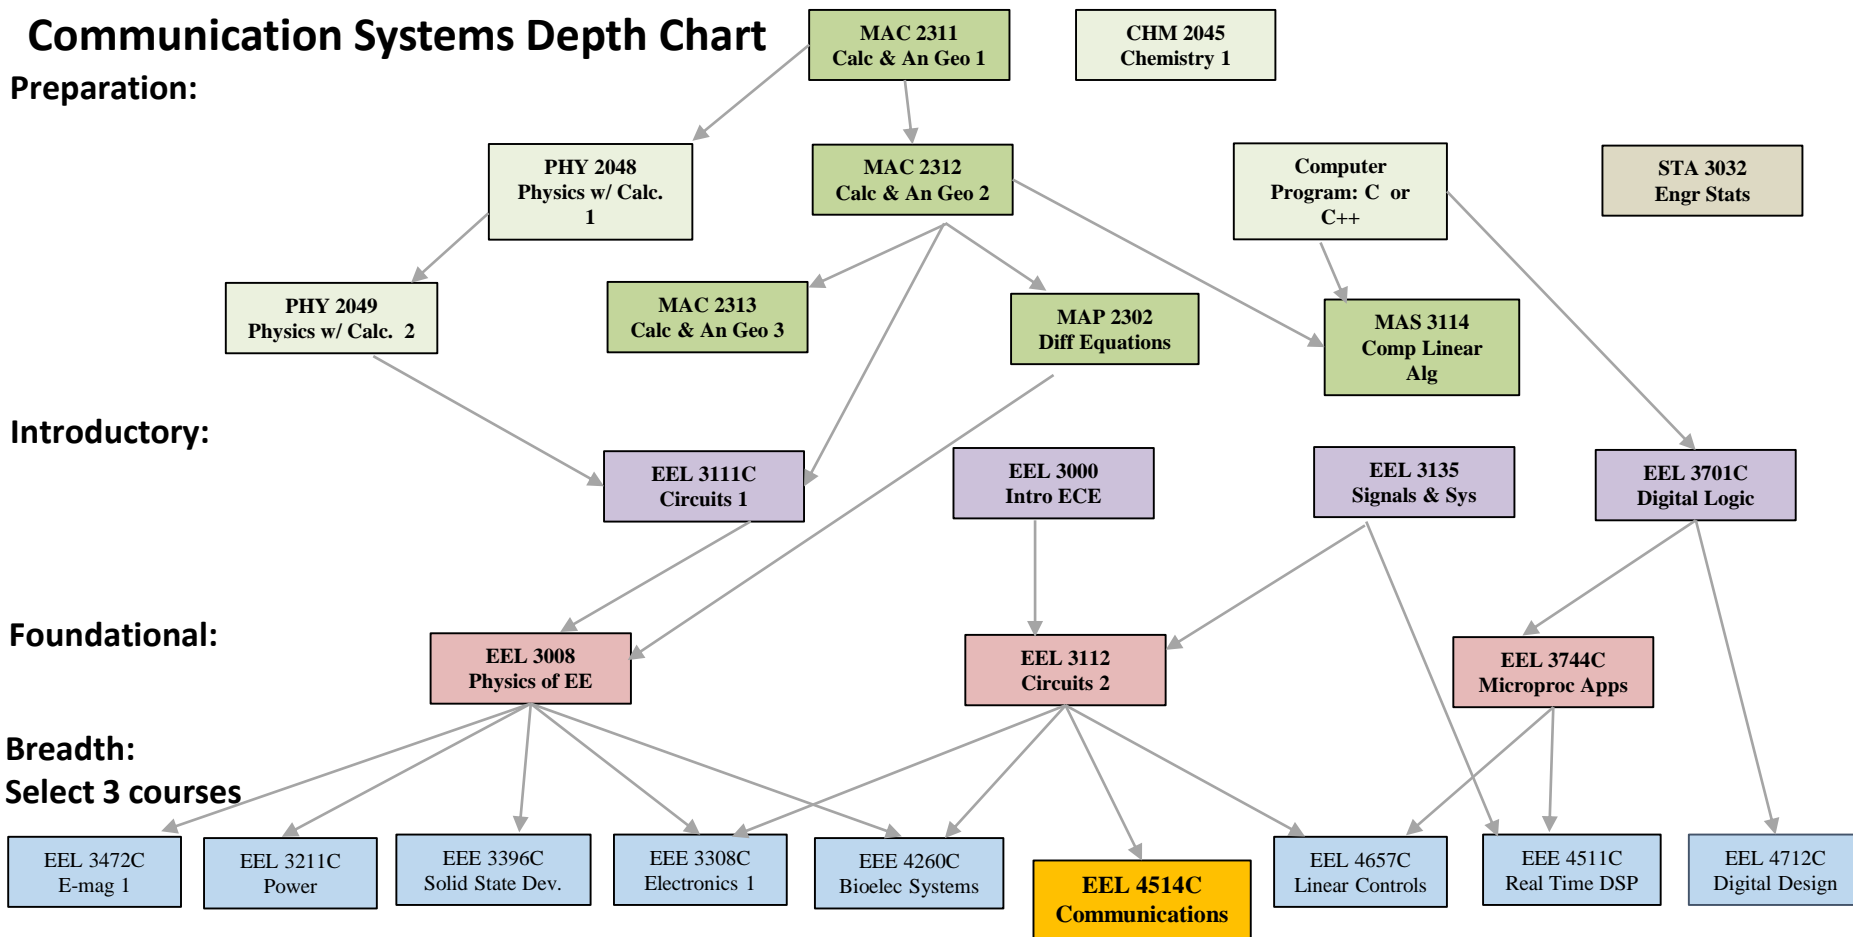 Communication Systems Depth Chart
Preparation:
MAC 2311
Calc & An Geo 1
CHM 2045
Chemistry 1
PHY 2048
Physics w/ Calc.
1
MAC 2312
Calc & An Geo 2
Computer
Program: C or
C++
STA 3032
Engr Stats
PHY 2049
Physics w/ Calc. 2
MAC 2313
Calc & An Geo 3
MAP 2302
Diff Equations
MAS 3114
Comp Linear
Alg
Introductory:
EEL 3111C
Circuits 1
EEL 3000
Intro ECE
EEL 3135
Signals & Sys
EEL 3701C
Digital Logic
Foundational:
EEL 3008
Physics of EE
EEL 3112
Circuits 2
EEL 3744C
Microproc Apps
Breadth:
Select 3 courses
EEL 3472C
E-mag 1
EEL 3211C
Power
EEE 3396C
Solid State Dev.
EEE 3308C
Electronics 1
EEE 4260C
Bioelec Systems
EEL 4514C
Communications
EEL 4657C
Linear Controls
EEE 4511C
Real Time DSP
EEL 4712C
Digital Design